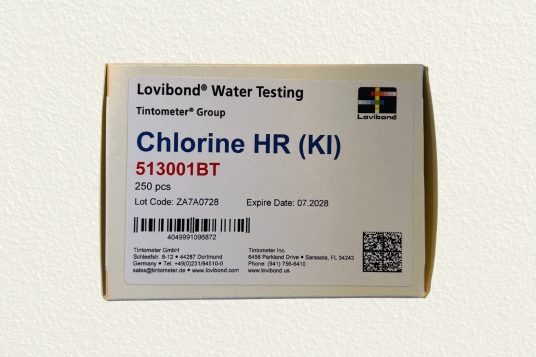 Lovibond® Water Testing
Tintometer® Group
Lovibond
Chlorine HR (KI)
513001BT
250 pcs
Lot Code: ZA7A0728 Expire Date: 07.2028
4049991096872
Tintometer GmbH
Schleefstr. 8-12 • 44287 Dortmund
Germany • Tel. +49(0)231/94510-0
sales@tintometer.de • www.lovibond.com
Tintometer Inc.
6456 Parkland Drive • Sarasota, FL 34243
Phone: (941) 756-6410
www.lovibond.us